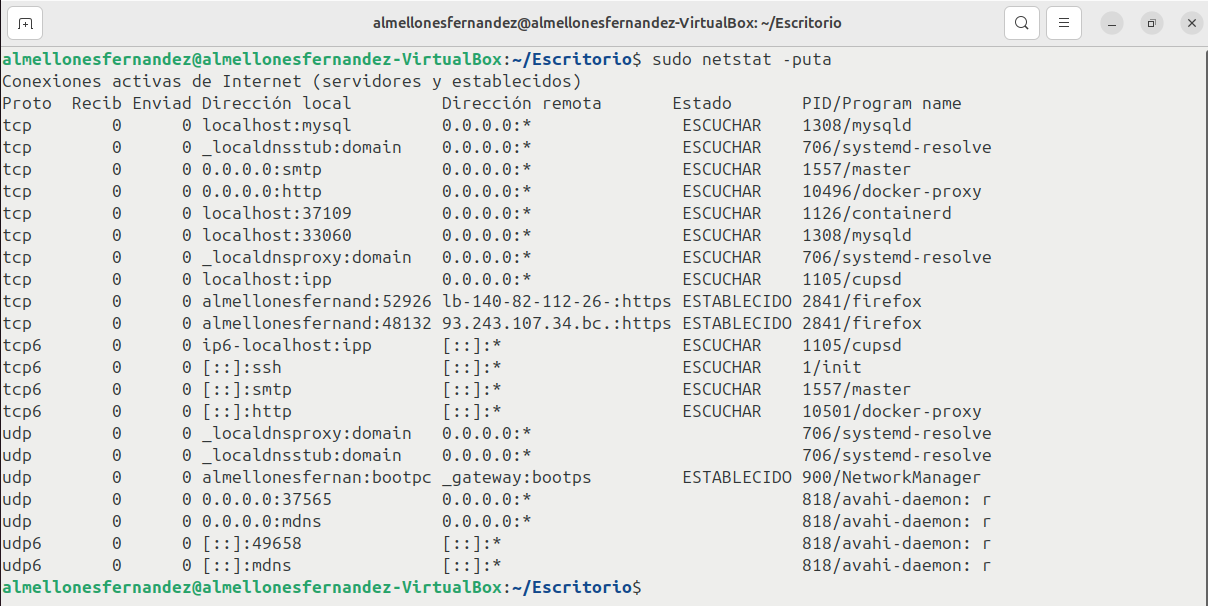 almellonesfernandez@almellonesfernandez-VirtualBox: ~/Escritorio
almellonesfernandez@almellonesfernandez-VirtualBox:~/Escritorio$ sudo netstat -puta
Conexiones activas de Internet (servidores y establecidos)
Proto  Recib Enviad Dirección local         Dirección remota       Estado       PID/Program name
tcp        0      0 localhost:mysql         0.0.0.0:*               ESCUCHAR    1308/mysqld
tcp        0      0 _localdnsstub:domain    0.0.0.0:*               ESCUCHAR    706/systemd-resolve
tcp        0      0 0.0.0.0:smtp            0.0.0.0:*               ESCUCHAR    1557/master
tcp        0      0 0.0.0.0:http            0.0.0.0:*               ESCUCHAR    10496/docker-proxy
tcp        0      0 localhost:37109         0.0.0.0:*               ESCUCHAR    1126/containerd
tcp        0      0 localhost:33060         0.0.0.0:*               ESCUCHAR    1308/mysqld
tcp        0      0 _localdnsproxy:domain   0.0.0.0:*               ESCUCHAR    706/systemd-resolve
tcp        0      0 localhost:ipp           0.0.0.0:*               ESCUCHAR    1105/cupsd
tcp        0      0 almellonesfernand:52926 lb-140-82-112-26-:https ESTABLECIDO 2841/firefox
tcp        0      0 almellonesfernand:48132 93.243.107.34.bc.:https ESTABLECIDO 2841/firefox
tcp6       0      0 ip6-localhost:ipp       [::]:*                  ESCUCHAR    1105/cupsd
tcp6       0      0 [::]:ssh                [::]:*                  ESCUCHAR    1/init
tcp6       0      0 [::]:smtp               [::]:*                  ESCUCHAR    1557/master
tcp6       0      0 [::]:http               [::]:*                  ESCUCHAR    10501/docker-proxy
udp        0      0 _localdnsproxy:domain   0.0.0.0:*                           706/systemd-resolve
udp        0      0 _localdnsstub:domain    0.0.0.0:*                           706/systemd-resolve
udp        0      0 almellonesfernan:bootpc _gateway:bootps         ESTABLECIDO 900/NetworkManager
udp        0      0 0.0.0.0:37565           0.0.0.0:*                           818/avahi-daemon: r
udp        0      0 0.0.0.0:mdns            0.0.0.0:*                           818/avahi-daemon: r
udp6       0      0 [::]:49658              [::]:*                              818/avahi-daemon: r
udp6       0      0 [::]:mdns               [::]:*                              818/avahi-daemon: r
almellonesfernandez@almellonesfernandez-VirtualBox:~/Escritorio$